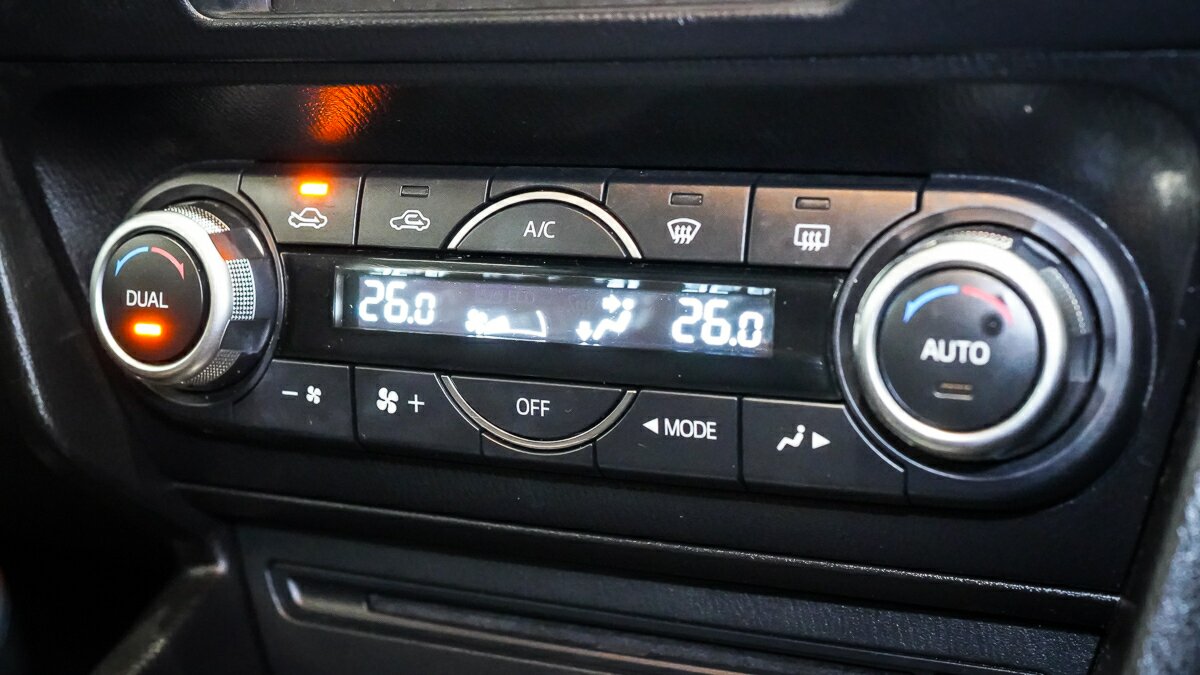 A/C
DUAL
26.0
26.0
AUTO
- +
OFF
◀ MODE
▶